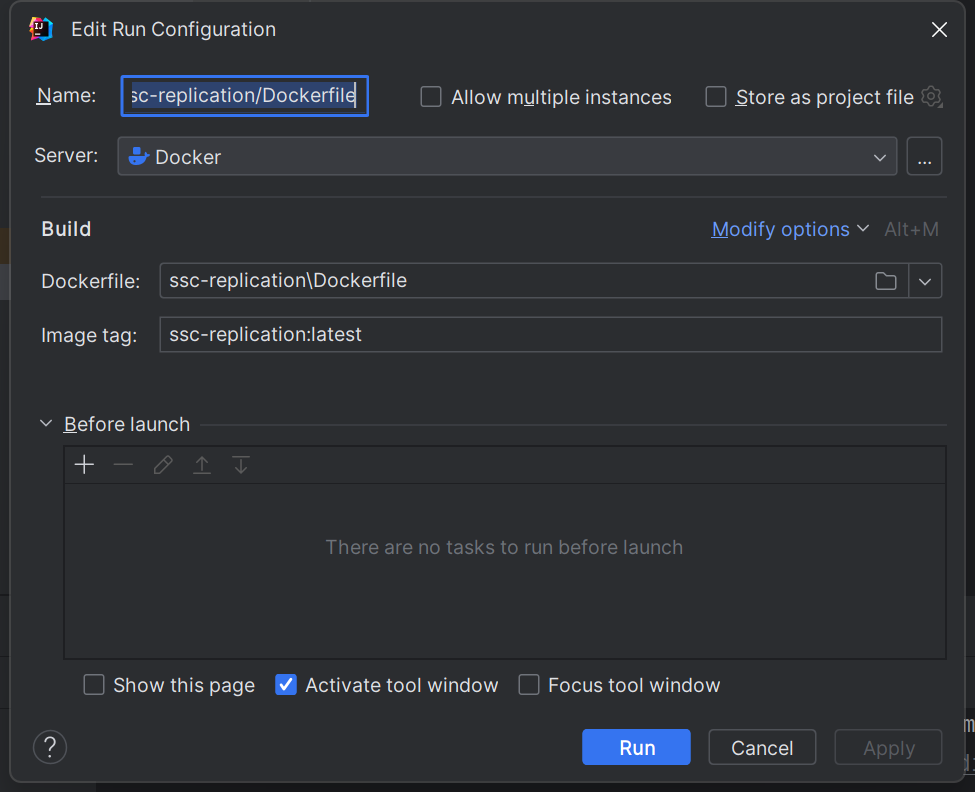 Edit Run Configuration
Name: sc-replication/Dockerfile Allow multiple instances Store as project file
Server: Docker ...
Build Modify options Alt+M
Dockerfile: ssc-replication\Dockerfile
Image tag: ssc-replication:latest
Before launch
There are no tasks to run before launch
Show this page Activate tool window Focus tool window
? Run Cancel Apply